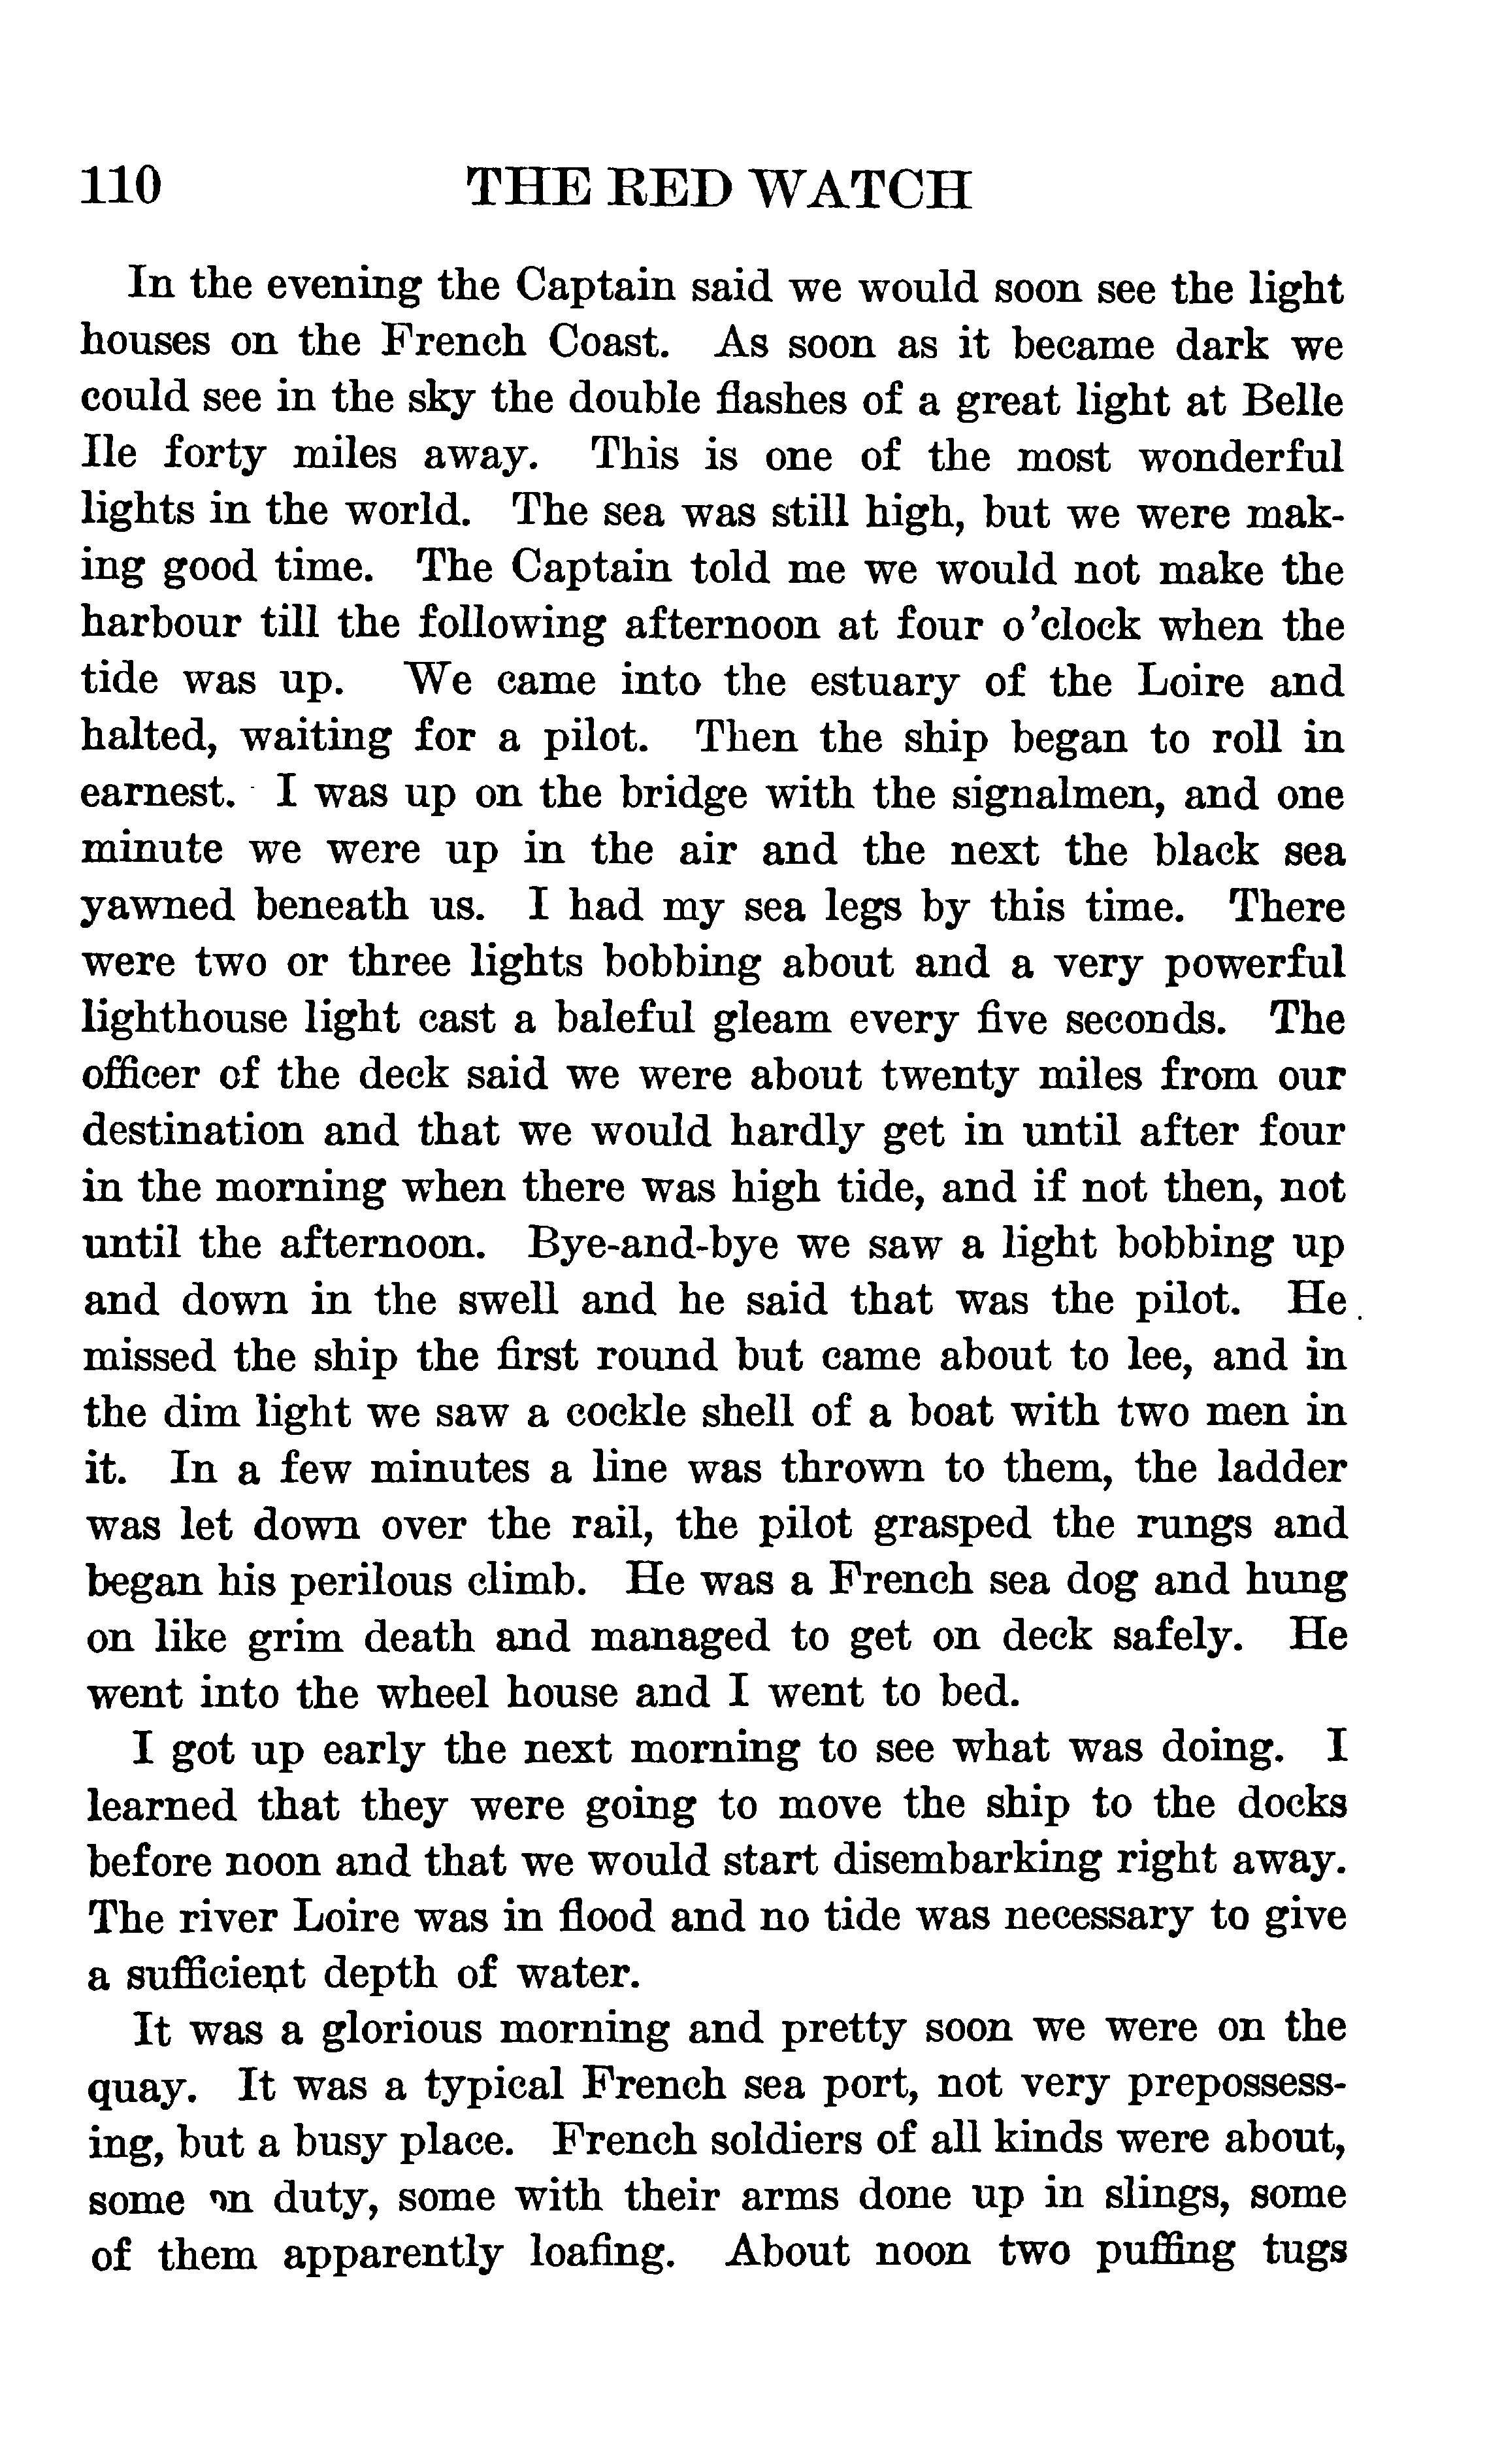 110 THE RED WATCH
In the evening the Captain said we would soon see the light
houses on the French Coast. As soon as it became dark we
could see in the sky the double flashes of a great light at Belle
Ile forty miles away. This is one of the most wonderful
lights in the world. The sea was still high, but we were mak-
ing good time. The Captain told me we would not make the
harbour till the following afternoon at four o'clock when the
tide was up. We came into the estuary of the Loire and
halted, waiting for a pilot. Then the ship began to roll in
earnest. I was up on the bridge with the signalmen, and one
minute we were up in the air and the next the black sea
yawned beneath us. I had my sea legs by this time. There
were two or three lights bobbing about and a very powerful
lighthouse light cast a baleful gleam every five seconds. The
officer of the deck said we were about twenty miles from our
destination and that we would hardly get in until after four
in the morning when there was high tide, and if not then, not
until the afternoon. Bye-and-bye we saw a light bobbing up
and down in the swell and he said that was the pilot. He
missed the ship the first round but came about to lee, and in
the dim light we saw a cockle shell of a boat with two men in
it. In a few minutes a line was thrown to them, the ladder
was let down over the rail, the pilot grasped the rungs and
began his perilous climb. He was a French sea dog and hung
on like grim death and managed to get on deck safely. He
went into the wheel house and I went to bed.
I got up early the next morning to see what was doing. I
learned that they were going to move the ship to the docks
before noon and that we would start disembarking right away.
The river Loire was in flood and no tide was necessary to give
a sufficient depth of water.
It was a glorious morning and pretty soon we were on the
quay. It was a typical French sea port, not very prepossess-
ing, but a busy place. French soldiers of all kinds were about,
some on duty, some with their arms done up in slings, some
of them apparently loafing. About noon two puffing tugs